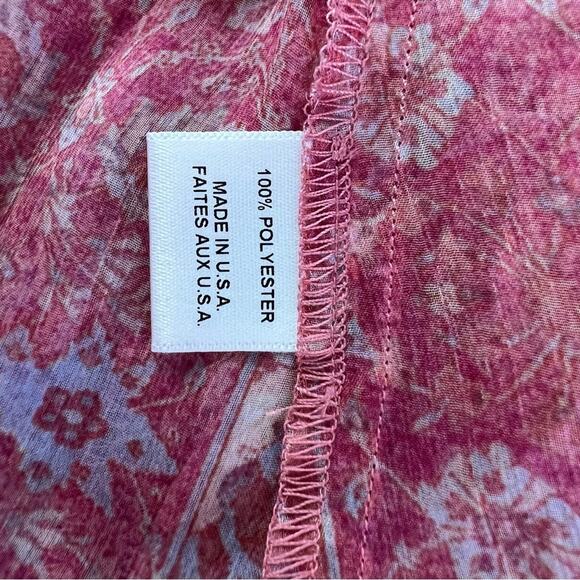 100% POLYESTER
MADE IN U.S.A.
FAITES AUX U.S.A.